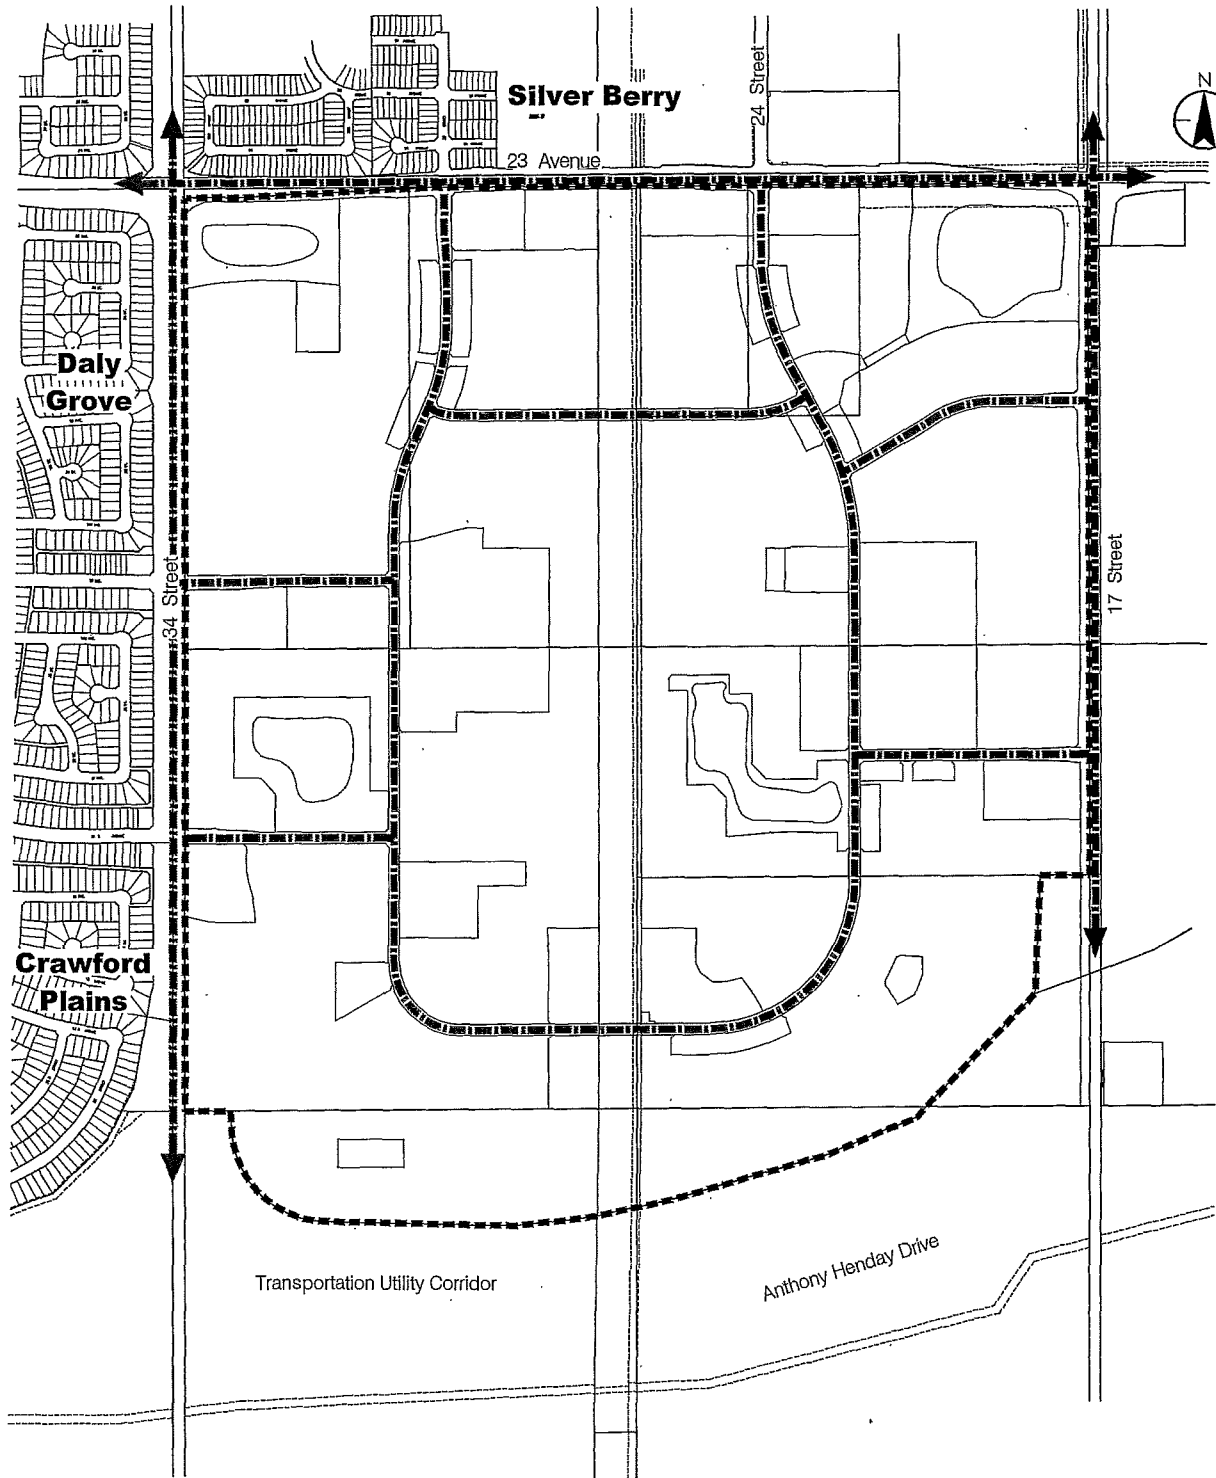 Silver Berry
24 Street
N
23 Avenue
Daly
Grove
34 Street
17 Street
Crawford
Plains
Transportation Utility Corridor
Anthony Henday Drive